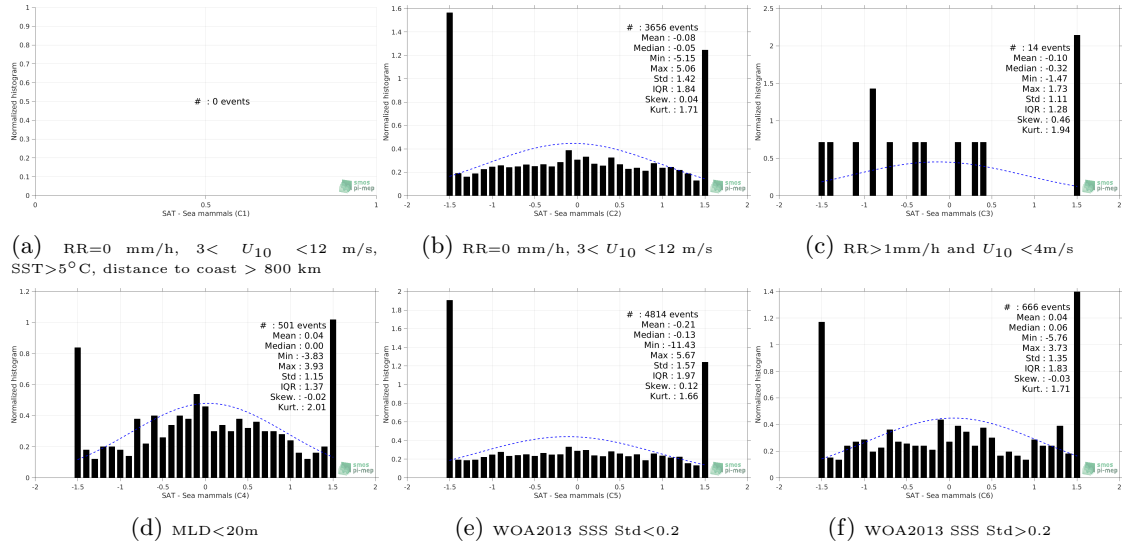 1
0.9
0.8
0.7
0.6
0.5
0.4
0.3
0.2
0.1
0
Normalized histogram
# : 0 events
smos
pi-mep
0 0.5 1
SAT - Sea mammals (C1)
1.6
1.4
1.2
1
0.8
0.6
0.4
0.2
0
Normalized histogram
# : 3656 events
Mean : -0.08
Median : -0.05
Min : -5.15
Max : 5.06
Std : 1.42
IQR : 1.84
Skew. : 0.04
Kurt. : 1.71
smos
pi-mep
-2 -1.5 -1 -0.5 0 0.5 1 1.5 2
SAT - Sea mammals (C2)
2.5
2
1.5
1
0.5
0
Normalized histogram
# : 14 events
Mean : -0.10
Median : -0.32
Min : -1.47
Max : 1.73
Std : 1.11
IQR : 1.28
Skew. : 0.46
Kurt. : 1.94
smos
pi-mep
-2 -1.5 -1 -0.5 0 0.5 1 1.5 2
SAT - Sea mammals (C3)
(a) RR=0 mm/h, 3< U10 <12 m/s,
SST>5°C, distance to coast > 800 km
(b) RR=0 mm/h, 3< U10 <12 m/s
(c) RR>1mm/h and U10 <4m/s
1.2
1
0.8
0.6
0.4
0.2
0
Normalized histogram
# : 501 events
Mean : 0.04
Median : 0.00
Min : -3.83
Max : 3.93
Std : 1.15
IQR : 1.37
Skew. : -0.02
Kurt. : 2.01
smos
pi-mep
-2 -1.5 -1 -0.5 0 0.5 1 1.5 2
SAT - Sea mammals (C4)
2
1.8
1.6
1.4
1.2
1
0.8
0.6
0.4
0.2
0
Normalized histogram
# : 4814 events
Mean : -0.21
Median : -0.13
Min : -11.43
Max : 5.67
Std : 1.57
IQR : 1.97
Skew. : 0.12
Kurt. : 1.66
smos
pi-mep
-2 -1.5 -1 -0.5 0 0.5 1 1.5 2
SAT - Sea mammals (C5)
1.4
1.2
1
0.8
0.6
0.4
0.2
0
Normalized histogram
# : 666 events
Mean : 0.04
Median : 0.06
Min : -5.76
Max : 3.73
Std : 1.35
IQR : 1.83
Skew. : -0.03
Kurt. : 1.71
smos
pi-mep
-2 -1.5 -1 -0.5 0 0.5 1 1.5 2
SAT - Sea mammals (C6)
(d) MLD<20m
(e) WOA2013 SSS Std<0.2
(f) WOA2013 SSS Std>0.2